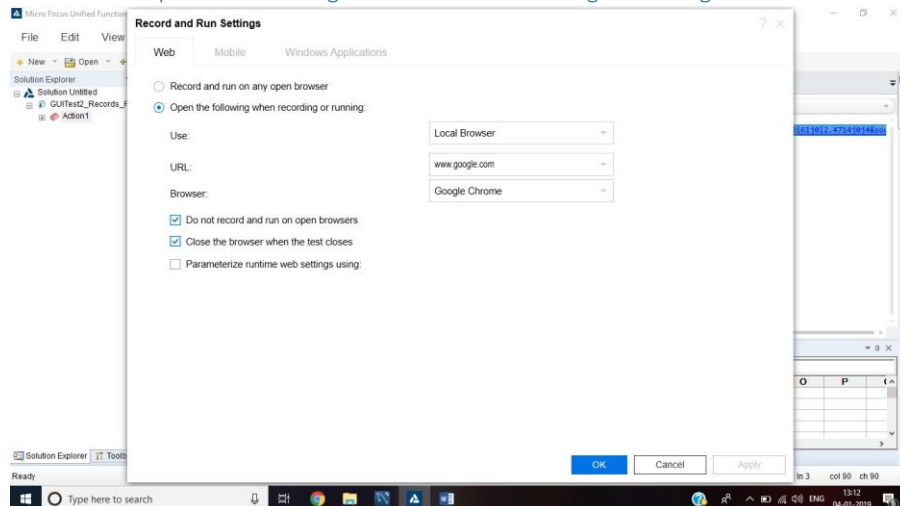 Micro Focus Unified Function
Record and Run Settings
File Edit View
Web Mobile Windows Applications
New Open
Solution Explorer
Record and run on any open browser
Solution Untitled
Open the following when recording or running:
GUITest2_Records_F
Action1
Use: Local Browser
URL: www.google.com
Browser: Google Chrome
Do not record and run on open browsers
Close the browser when the test closes
Parameterize runtime web settings using:
O P
Solution Explorer Toolb
OK Cancel Apply
Ready
ln 3 col 90 ch 90
Type here to search
ENG 13:12
04-01-2019